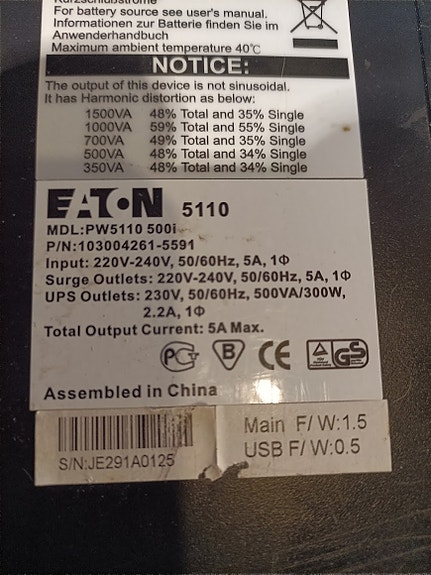 Kurzschlußströme
For battery source see user's manual.
Informationen zur Batterie finden Sie im
Anwenderhandbuch
Maximum ambient temperature 40℃
NOTICE:
The output of this device is not sinusoidal.
It has Harmonic distortion as below:
1500VA 48% Total and 35% Single
1000VA 59% Total and 55% Single
700VA 49% Total and 35% Single
500VA 48% Total and 34% Single
350VA 48% Total and 34% Single
EATON 5110
MDL:PW5110 500i
P/N:103004261-5591
Input: 220V-240V, 50/60Hz, 5A, 1Φ
Surge Outlets: 220V-240V, 50/60Hz, 5A, 1Φ
UPS Outlets: 230V, 50/60Hz, 500VA/300W,
2.2A, 1Φ
Total Output Current: 5A Max.
B CE GS
Assembled in China
S/N:JE291A0125
Main F/W:1.5
USB F/W:0.5